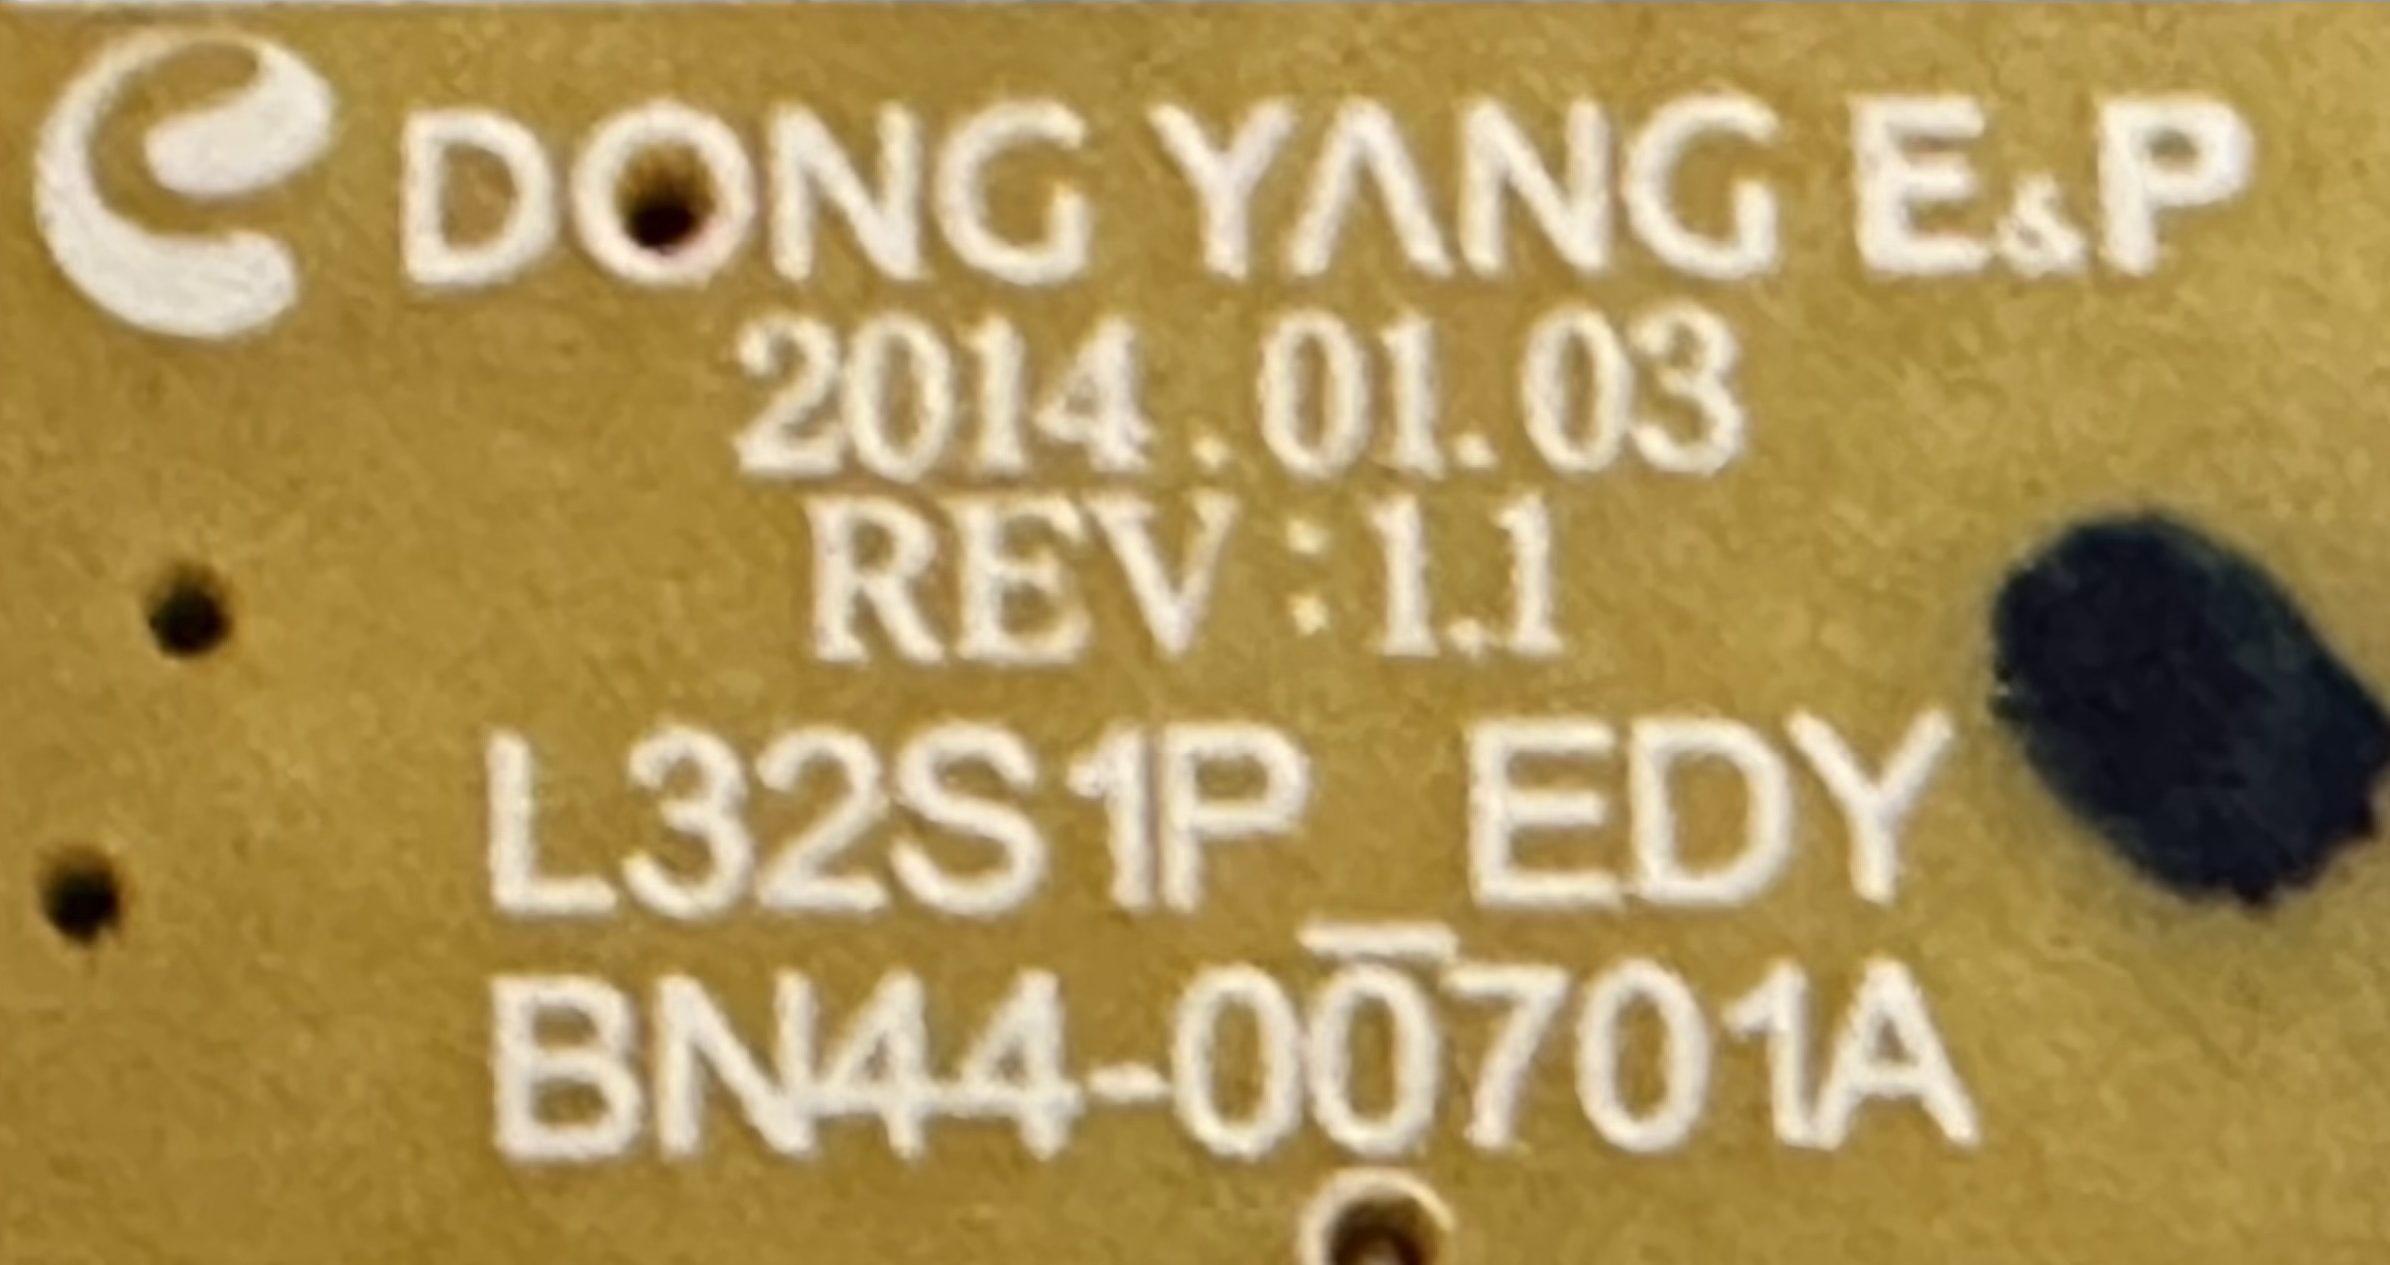 DONG YANG E&P
2014.01.03
REV:1.1
L32S1P_EDY
BN44-00701A